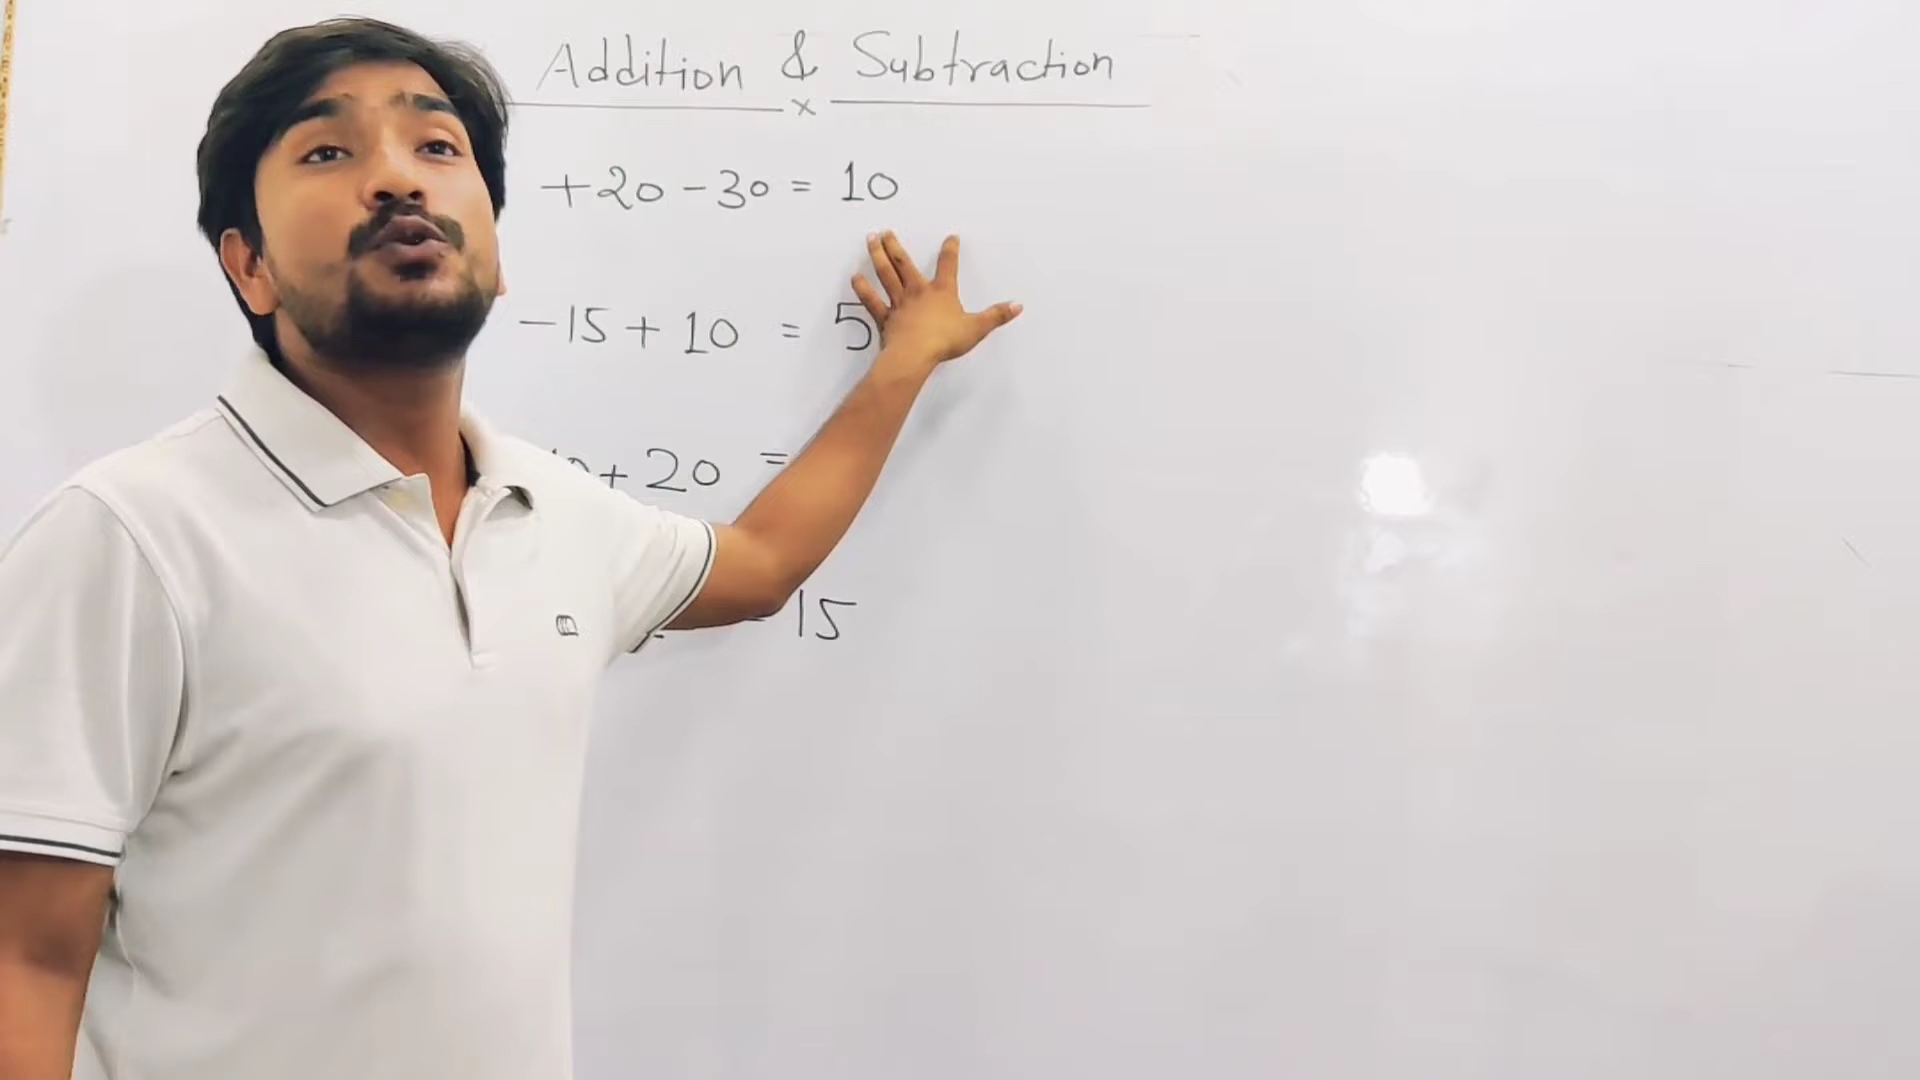 Addition & Subtraction
x
+20-30 = 10
-15+10 = 5
+20 =
15